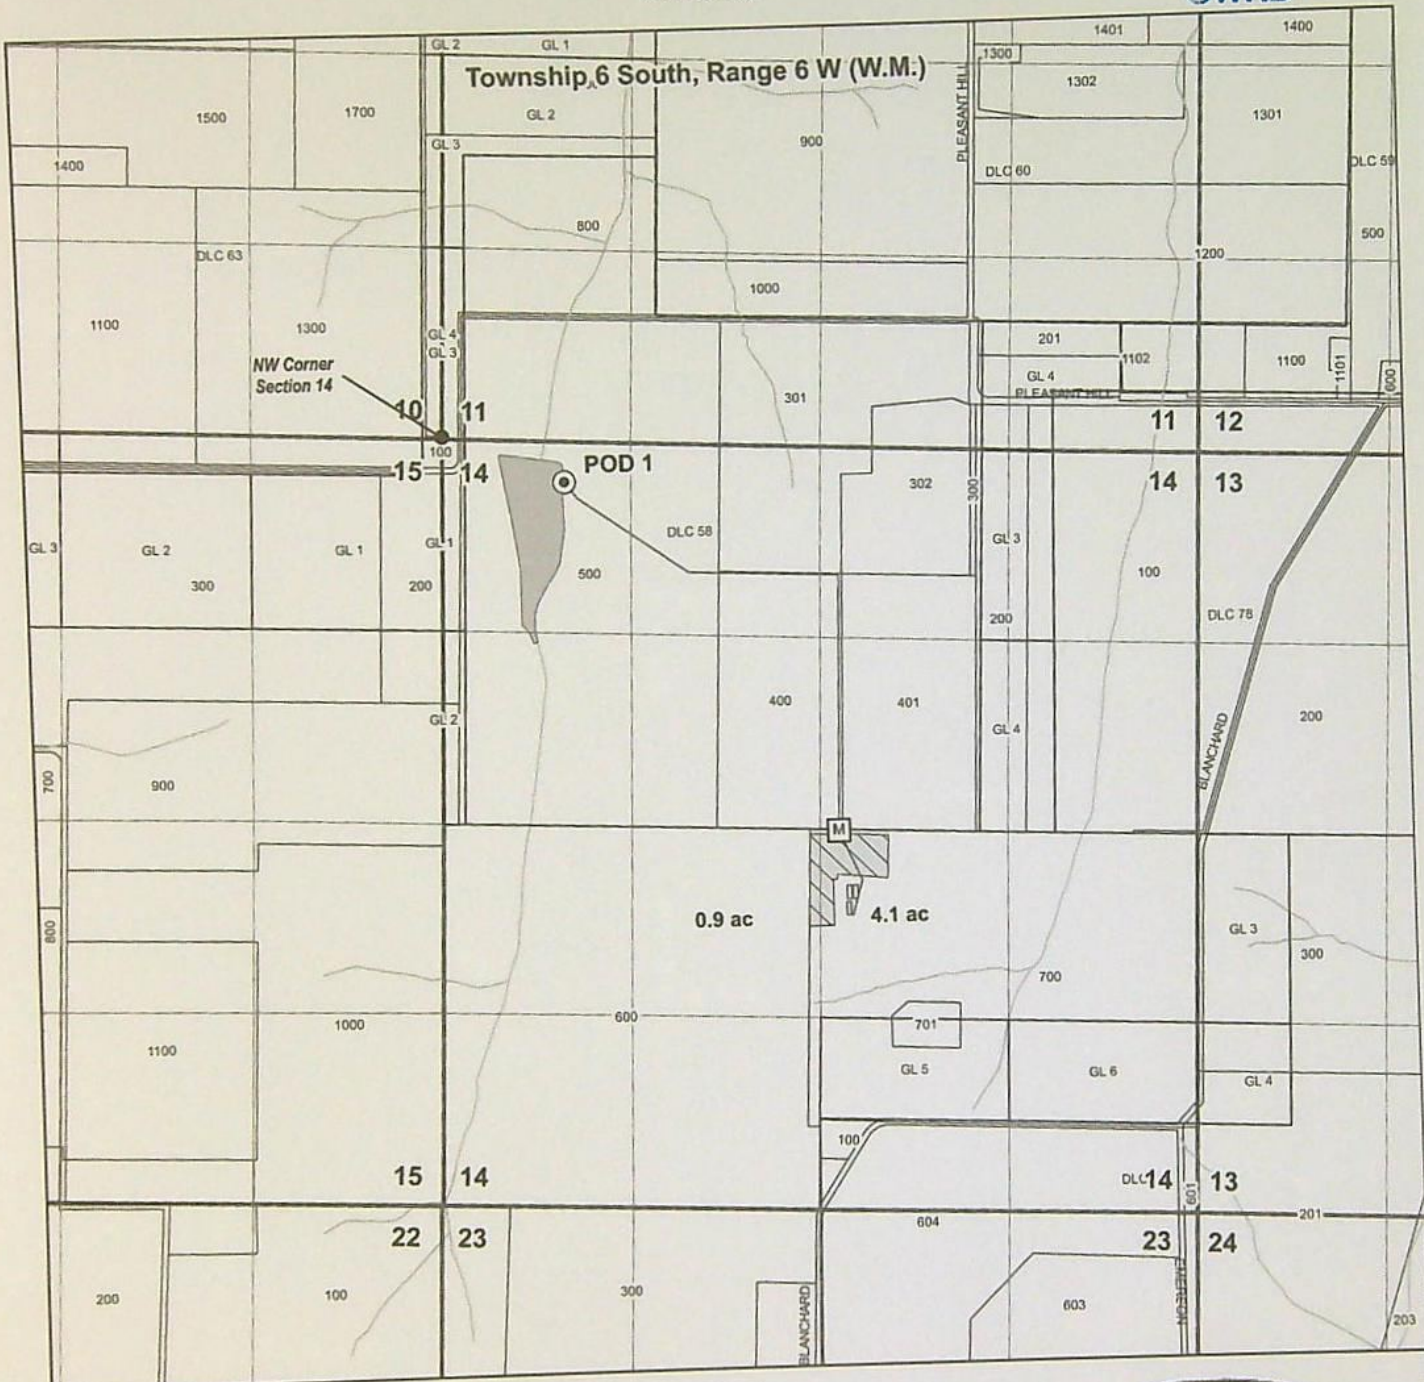 GL 2
GL 1
1401
1400
Township 6 South, Range 6 W (W.M.)
1300
1302
1500
1700
GL 2
900
PLEASANT HILL
1301
GL 3
1400
DLC 60
DLC 59
800
500
DLC 63
1200
1000
1100
1300
GL 4
GL 3
201
1102
1100
1101
600
NW Corner
Section 14
GL 4
PLEASANT HILL
301
10
11
11
12
100
15
14
POD 1
302
300
14
13
DLC 58
GL 3
GL 2
GL 1
GL 1
GL 3
300
200
500
100
200
DLC 78
400
401
GL 2
GL 4
200
BLANCHARD
700
900
M
0.9 ac
4.1 ac
800
GL 3
300
700
1000
600
701
1100
GL 5
GL 6
GL 4
100
15
14
DLC
14
601
13
201
22
23
604
23
24
200
100
300
BLANCHARD
603
203